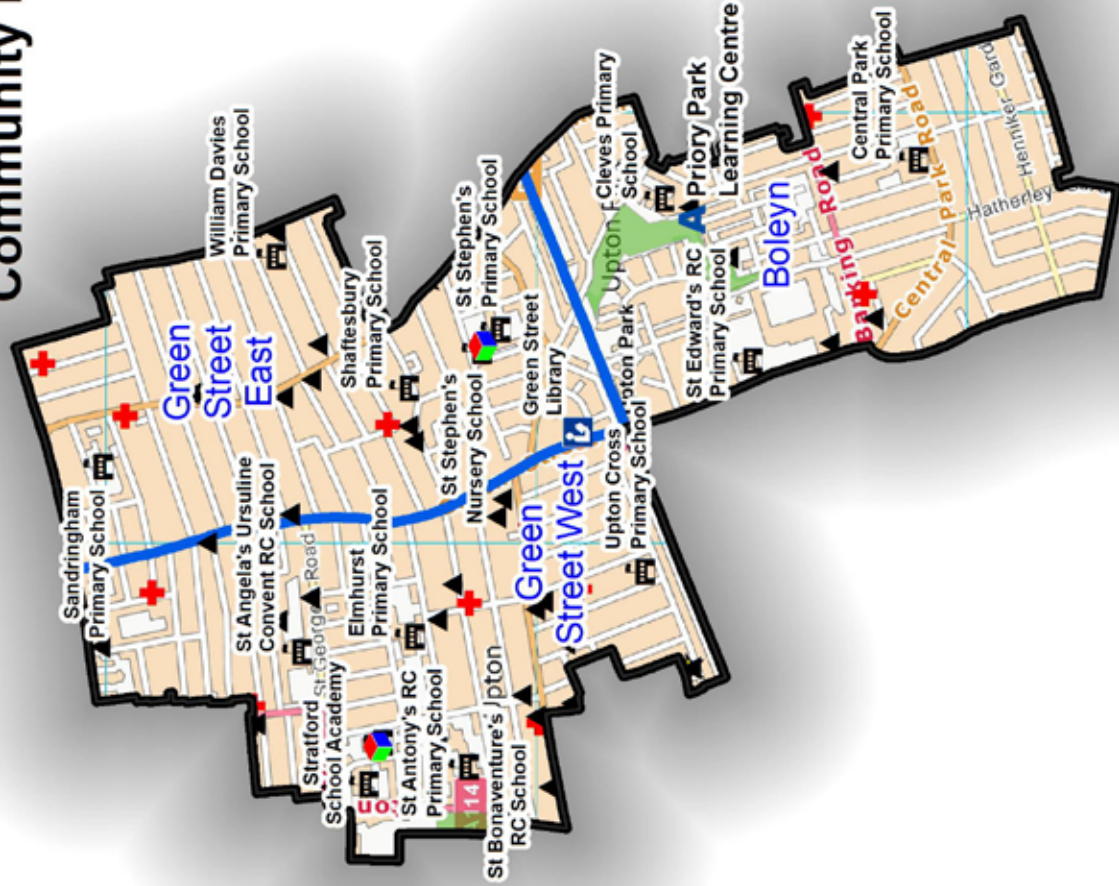 Community
William Davies
Primary School
Green
Street
East
Sandringham
Primary School
Shaftesbury
Primary School
St Stephen's
Primary School
Cleves Primary
School
Priory Park
Learning Centre
Central Park
Primary School
St Angela's Ursuline
Convent RC School
St George Road
Elmhurst
Primary School
St Stephen's
Nursery School
Green Street
Library
Upton
pton Park
St Edward's RC
Primary School
Boleyn
Barking Road
Central Park Road
Henniker Gard
Hatherley
Green
Street West
Upton Cross
Primary School
Stratford
School Academy
St Antony's RC
Primary School
pton
A114
St Bonaventure's
RC School